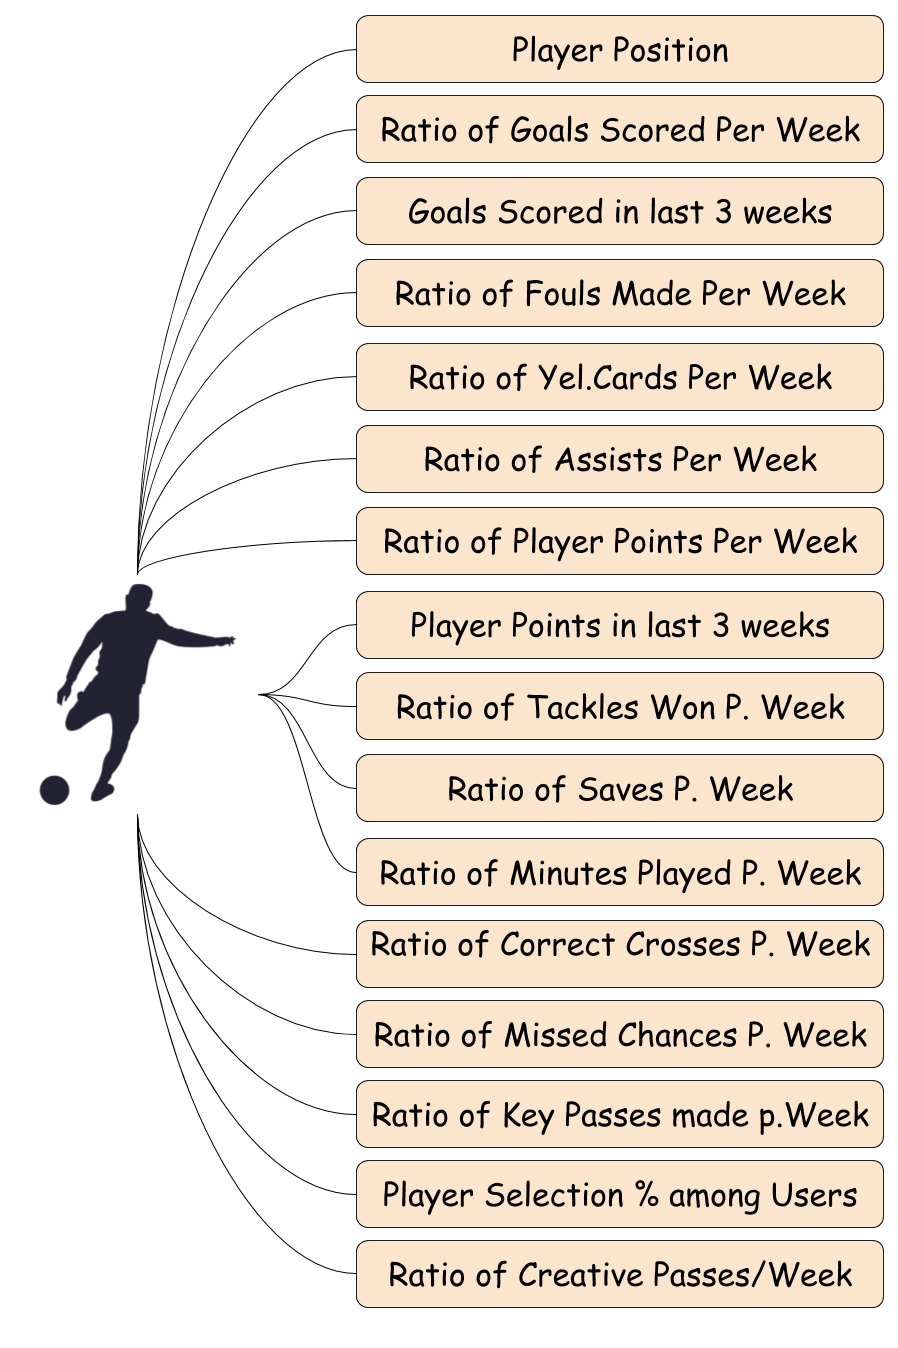 Player Position
Ratio of Goals Scored Per Week
Goals Scored in last 3 weeks
Ratio of Fouls Made Per Week
Ratio of Yel.Cards Per Week
Ratio of Assists Per Week
Ratio of Player Points Per Week
Player Points in last 3 weeks
Ratio of Tackles Won P. Week
Ratio of Saves P. Week
Ratio of Minutes Played P. Week
Ratio of Correct Crosses P. Week
Ratio of Missed Chances P. Week
Ratio of Key Passes made p.Week
Player Selection % among Users
Ratio of Creative Passes/Week